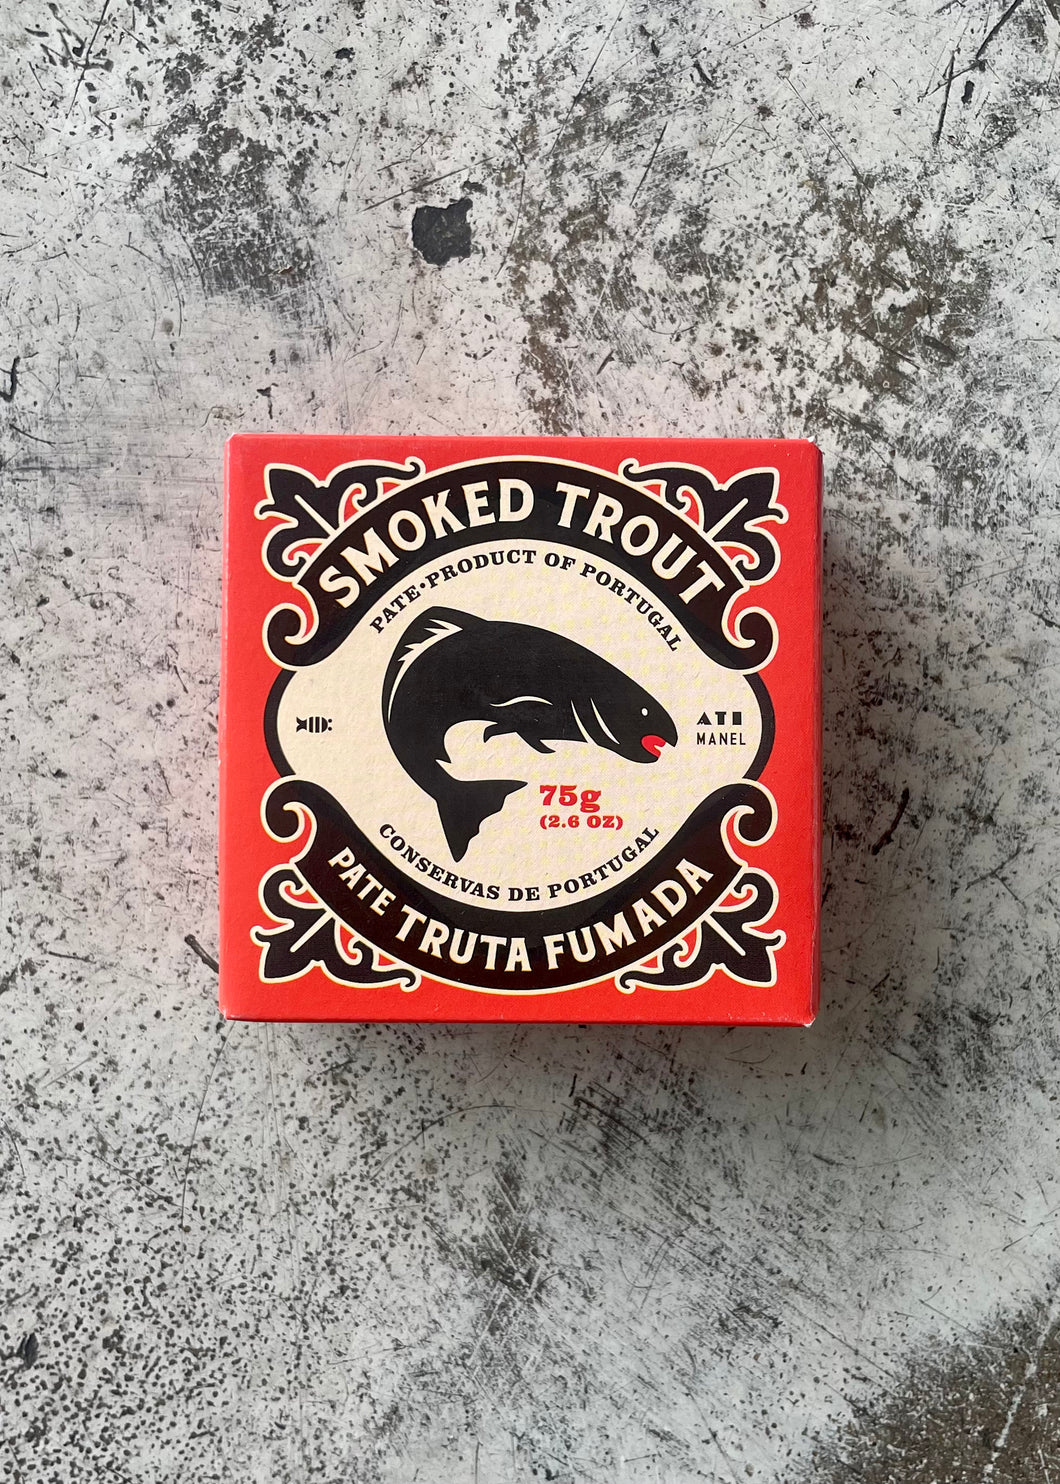 SMOKED TROUT
PATE•PRODUCT OF PORTUGAL
ATI
MANEL
75g
(2.6 OZ)
CONSERVAS DE PORTUGAL
PATE TRUTA FUMADA